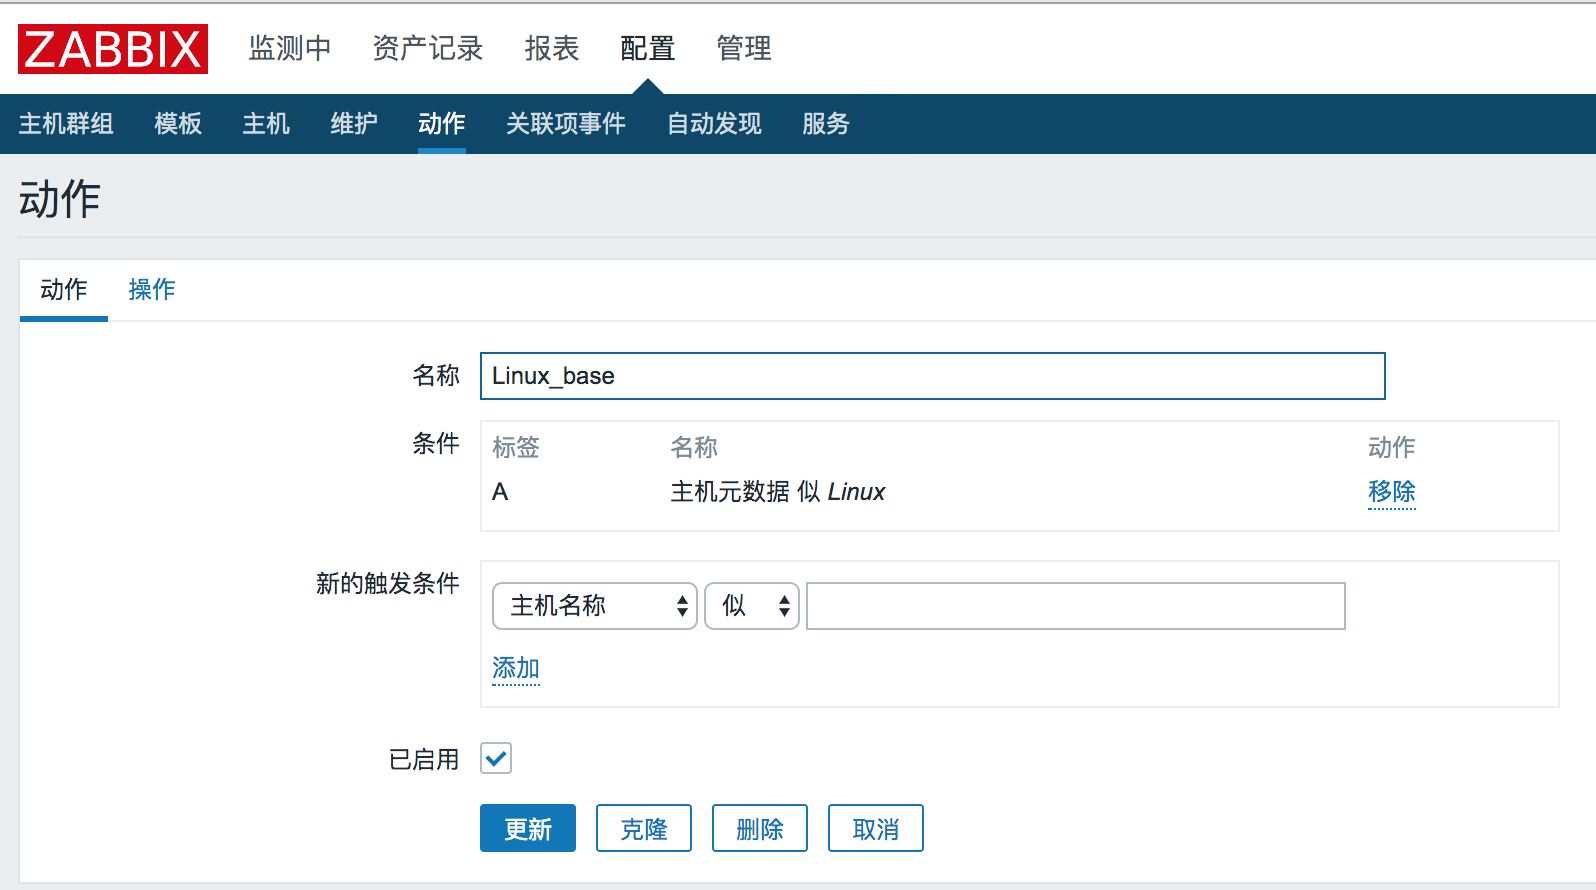 ZABBIX 监测中 资产记录 报表 配置 管理
主机群组 模板 主机 维护 动作 关联项事件 自动发现 服务
动作
动作 操作
名称 Linux_base
条件 标签 名称 动作
A 主机元数据 似 Linux 移除
新的触发条件 主机名称 似
添加
已启用
更新 克隆 删除 取消